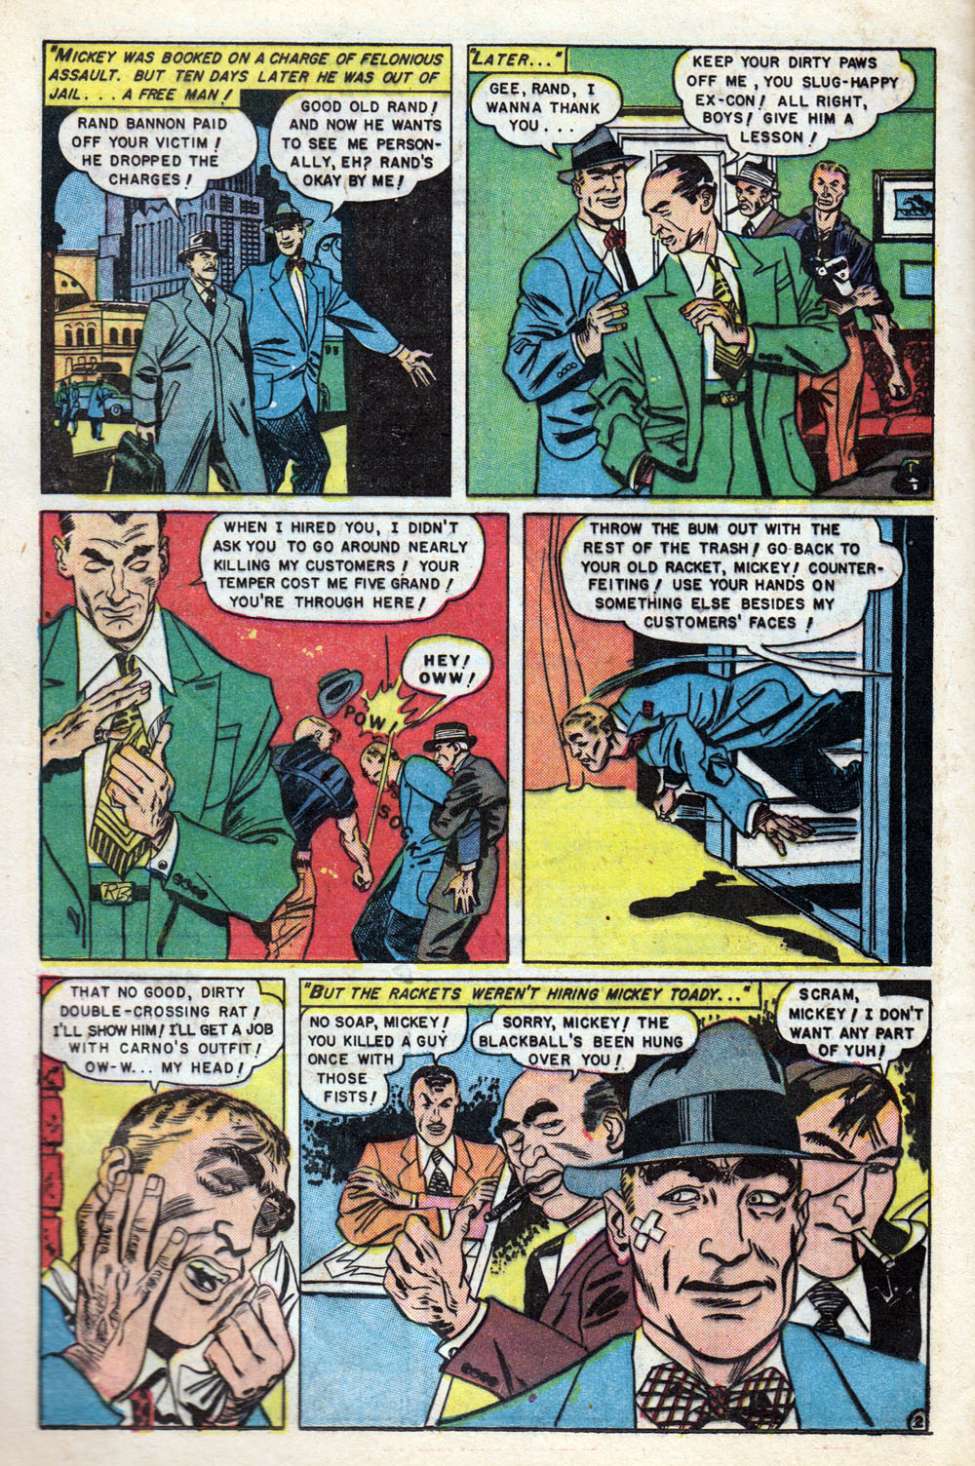 "MICKEY WAS BOOKED ON A CHARGE OF FELONIOUS
ASSAULT. BUT TEN DAYS LATER HE WAS OUT OF
JAIL... A FREE MAN!
RAND BANNON PAID
OFF YOUR VICTIM!
HE DROPPED THE
CHARGES!
GOOD OLD RAND!
AND NOW HE WANTS
TO SEE ME PERSON-
ALLY, EH? RAND'S
OKAY BY ME!
"LATER..."
GEE, RAND, I
WANNA THANK
YOU...
KEEP YOUR DIRTY PAWS
OFF ME, YOU SLUG-HAPPY
EX-CON! ALL RIGHT,
BOYS! GIVE HIM A
LESSON!
WHEN I HIRED YOU, I DIDN'T
ASK YOU TO GO AROUND NEARLY
KILLING MY CUSTOMERS! YOUR
TEMPER COST ME FIVE GRAND!
YOU'RE THROUGH HERE!
HEY!
OWW!
POW!
SOCK!
RB
THROW THE BUM OUT WITH THE
REST OF THE TRASH! GO BACK TO
YOUR OLD RACKET, MICKEY! COUNTER-
FEITING! USE YOUR HANDS ON
SOMETHING ELSE BESIDES MY
CUSTOMERS' FACES!
THAT NO GOOD, DIRTY
DOUBLE-CROSSING RAT!
I'LL SHOW HIM! I'LL GET A JOB
WITH CARNO'S OUTFIT!
OW-W... MY HEAD!
"BUT THE RACKETS WEREN'T HIRING MICKEY TOADY..."
NO SOAP, MICKEY!
YOU KILLED A GUY
ONCE WITH
THOSE
FISTS!
SORRY, MICKEY! THE
BLACKBALL'S BEEN HUNG
OVER YOU!
SCRAM,
MICKEY! I DON'T
WANT ANY PART
OF YUH!
2